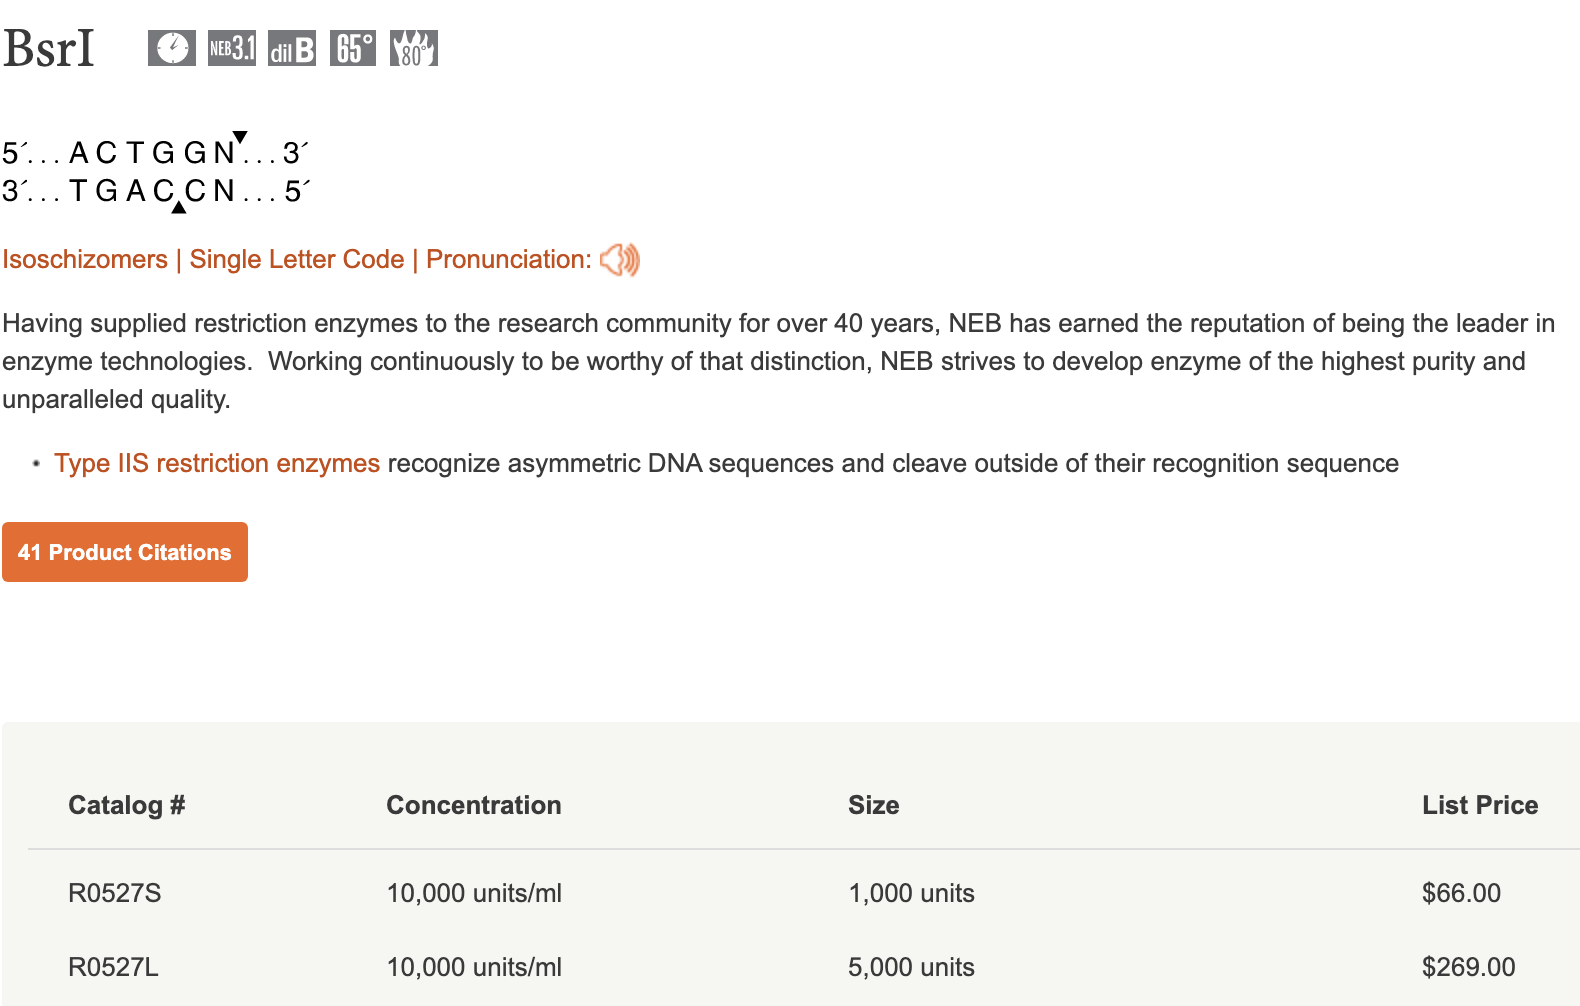 BsrI NEB3.1 dil B 65° 80°
5´...ACTGGN▼...3´
3´...TGAC▲CN...5´
Isoschizomers | Single Letter Code | Pronunciation:
Having supplied restriction enzymes to the research community for over 40 years, NEB has earned the reputation of being the leader in
enzyme technologies.  Working continuously to be worthy of that distinction, NEB strives to develop enzyme of the highest purity and
unparalleled quality.
• Type IIS restriction enzymes recognize asymmetric DNA sequences and cleave outside of their recognition sequence
41 Product Citations
Catalog # Concentration Size List Price
R0527S 10,000 units/ml 1,000 units $66.00
R0527L 10,000 units/ml 5,000 units $269.00